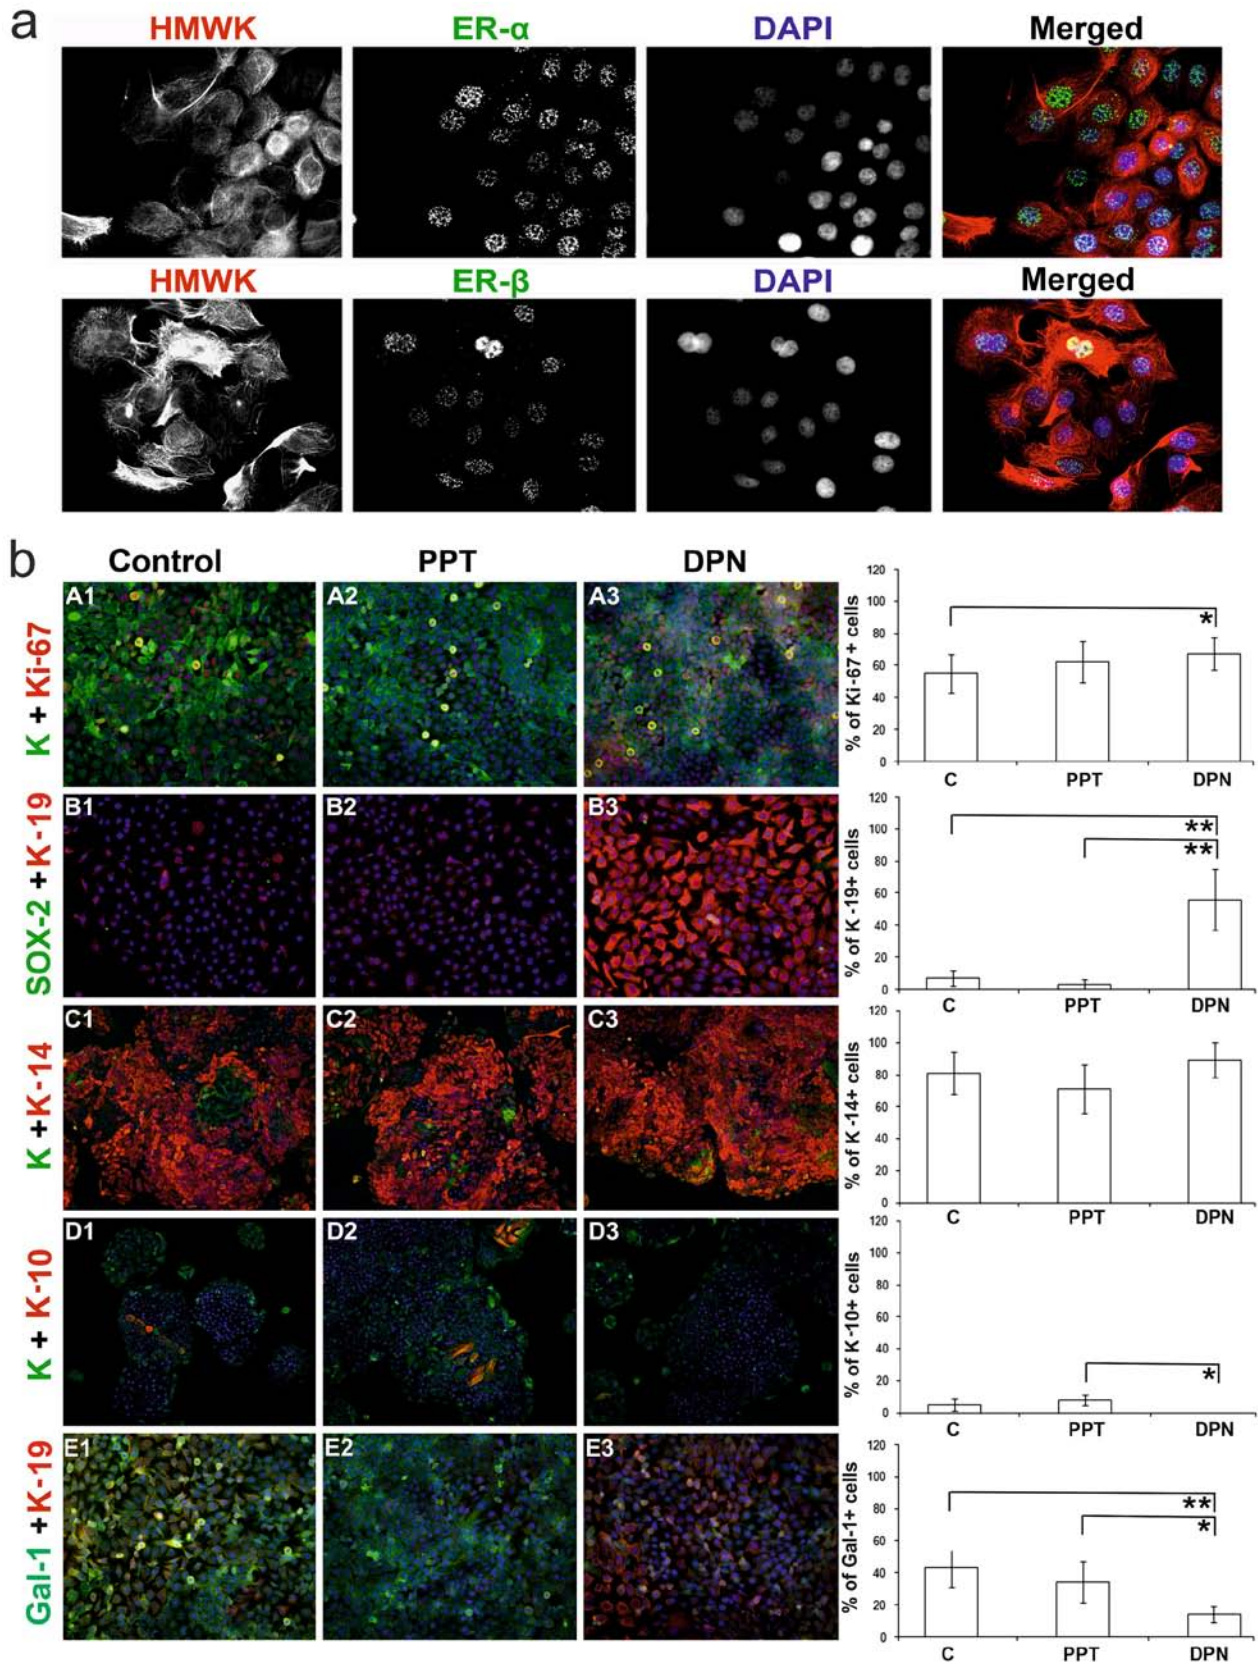 a
HMWK ER-α DAPI Merged
HMWK ER-β DAPI Merged
b
Control PPT DPN
K + Ki-67
A1 A2 A3
% of Ki-67 + cells
120
100
80
60
40
20
0
C PPT DPN
*
SOX-2 + K-19
B1 B2 B3
% of K -19+ cells
120
100
80
60
40
20
0
C PPT DPN
**
**
K + K-14
C1 C2 C3
% of K -14+ cells
120
100
80
60
40
20
0
C PPT DPN
K + K-10
D1 D2 D3
% of K -10+ cells
120
100
80
60
40
20
0
C PPT DPN
*
Gal-1 + K-19
E1 E2 E3
% of Gal-1+ cells
120
100
80
60
40
20
0
C PPT DPN
**
*